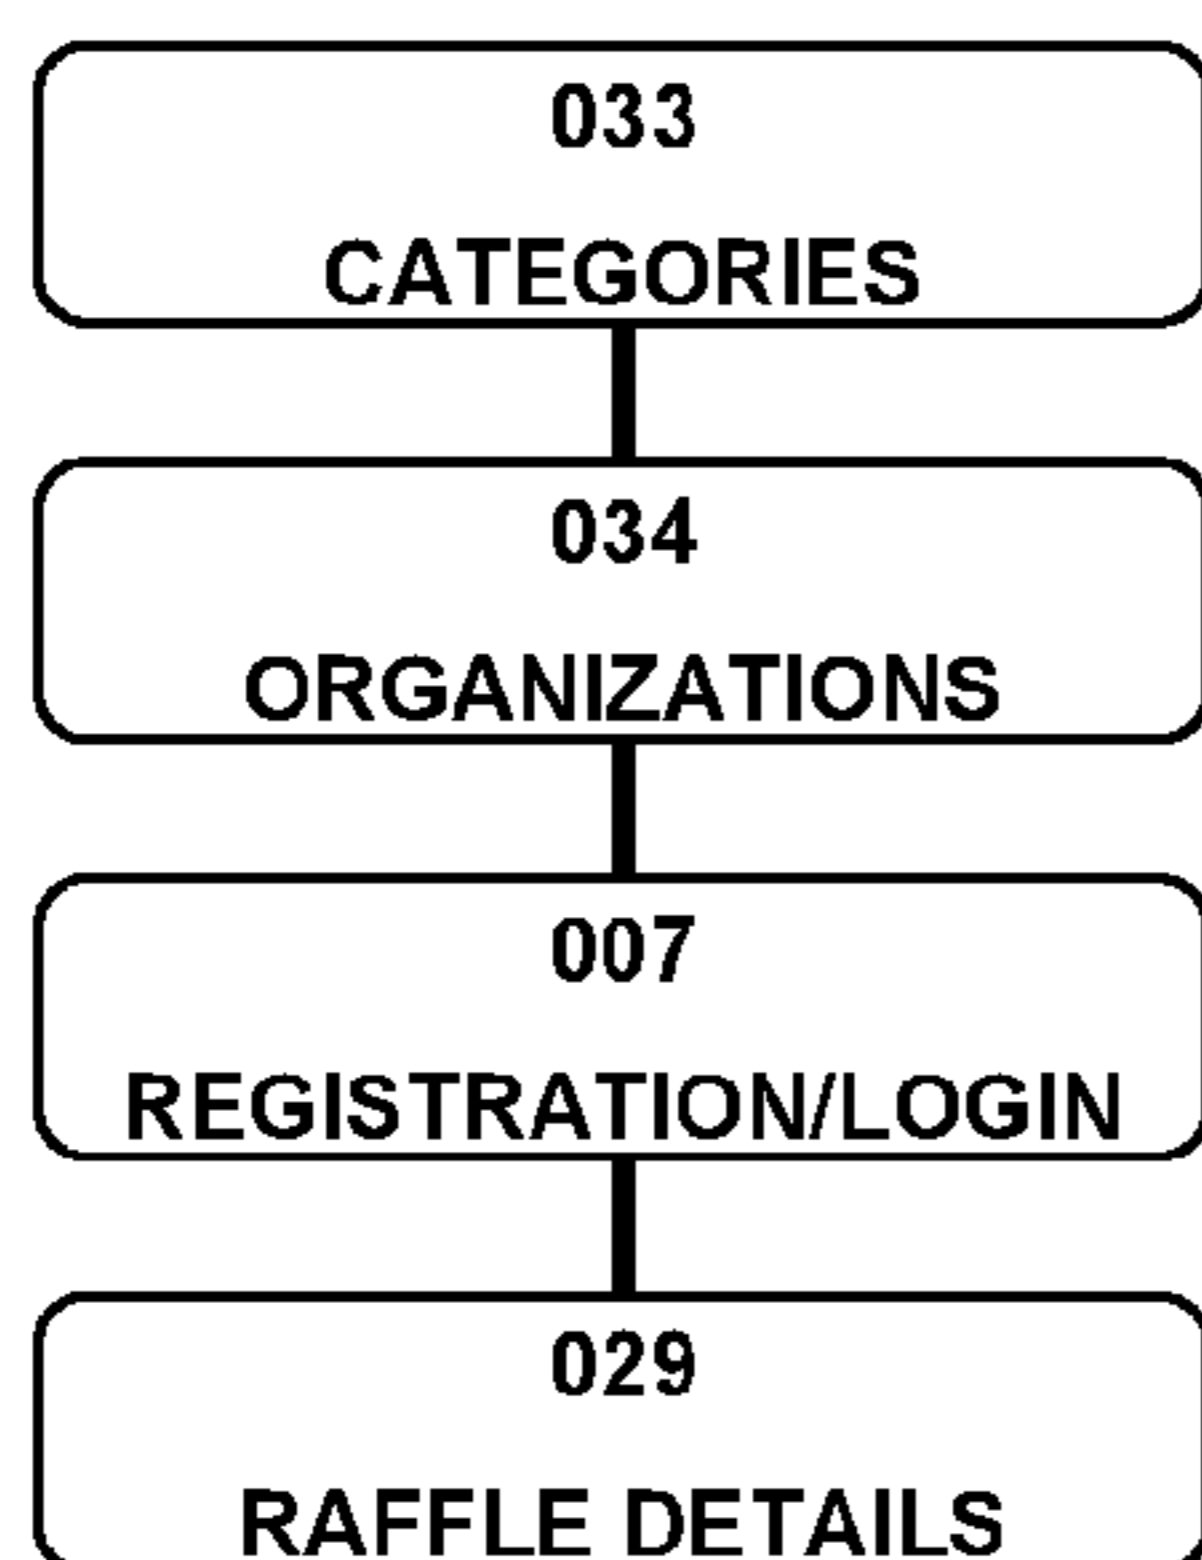 033
CATEGORIES
034
ORGANIZATIONS
007
REGISTRATION/LOGIN
029
RAFFLE DETAILS